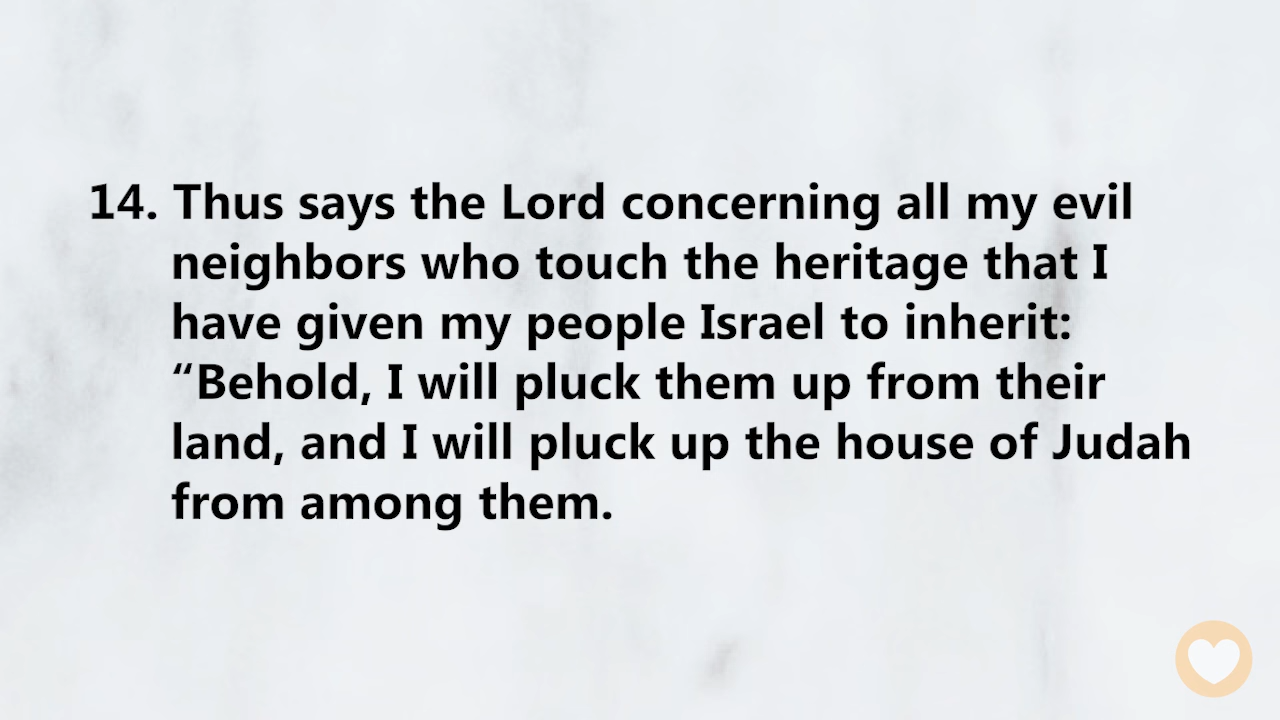 14. Thus says the Lord concerning all my evil
neighbors who touch the heritage that I
have given my people Israel to inherit:
“Behold, I will pluck them up from their
land, and I will pluck up the house of Judah
from among them.